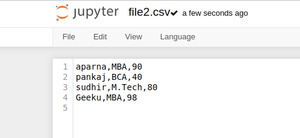 jupyter file2.csv✔ a few seconds ago
File Edit View Language
1 aparna,MBA,90
2 pankaj,BCA,40
3 sudhir,M.Tech,80
4 Geeku,MBA,98
5